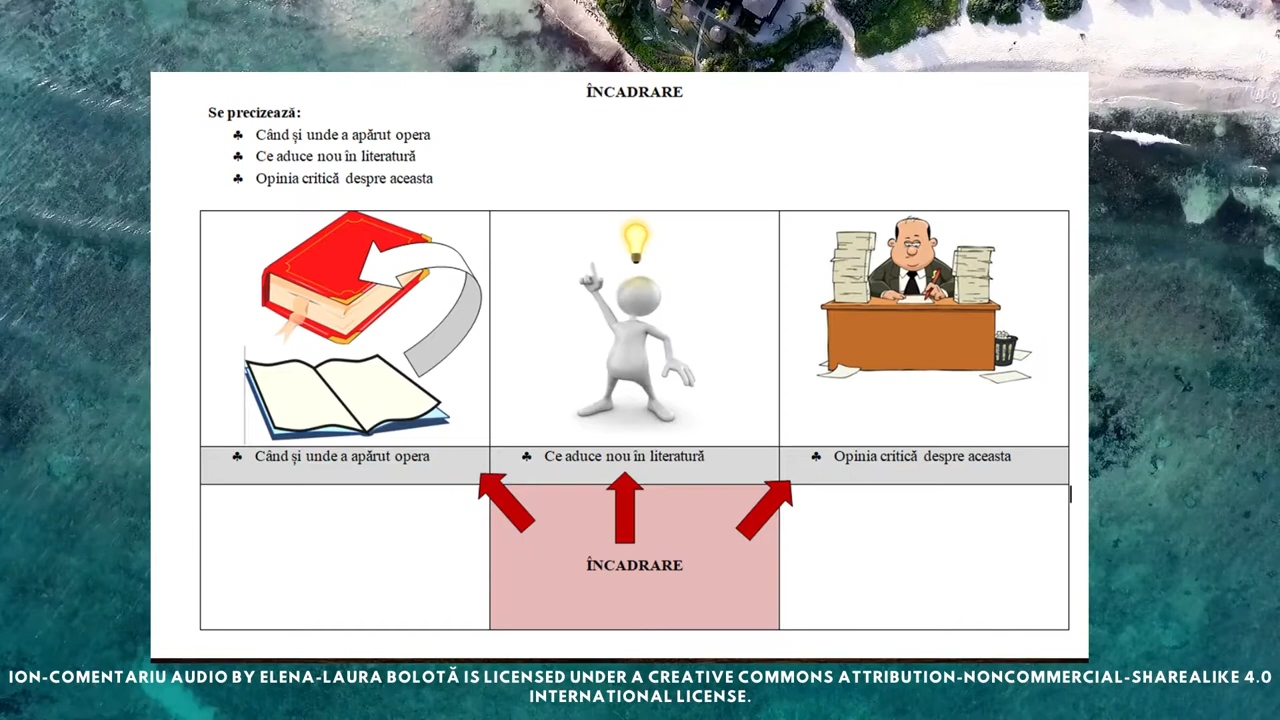 ÎNCADRARE
Se precizează:
♣ Când și unde a apărut opera
♣ Ce aduce nou în literatură
♣ Opinia critică despre aceasta
♣ Când și unde a apărut opera
♣ Ce aduce nou în literatură
♣ Opinia critică despre aceasta
ÎNCADRARE
ION-COMENTARIU AUDIO BY ELENA-LAURA BOLOTĂ IS LICENSED UNDER A CREATIVE COMMONS ATTRIBUTION-NONCOMMERCIAL-SHAREALIKE 4.0
INTERNATIONAL LICENSE.